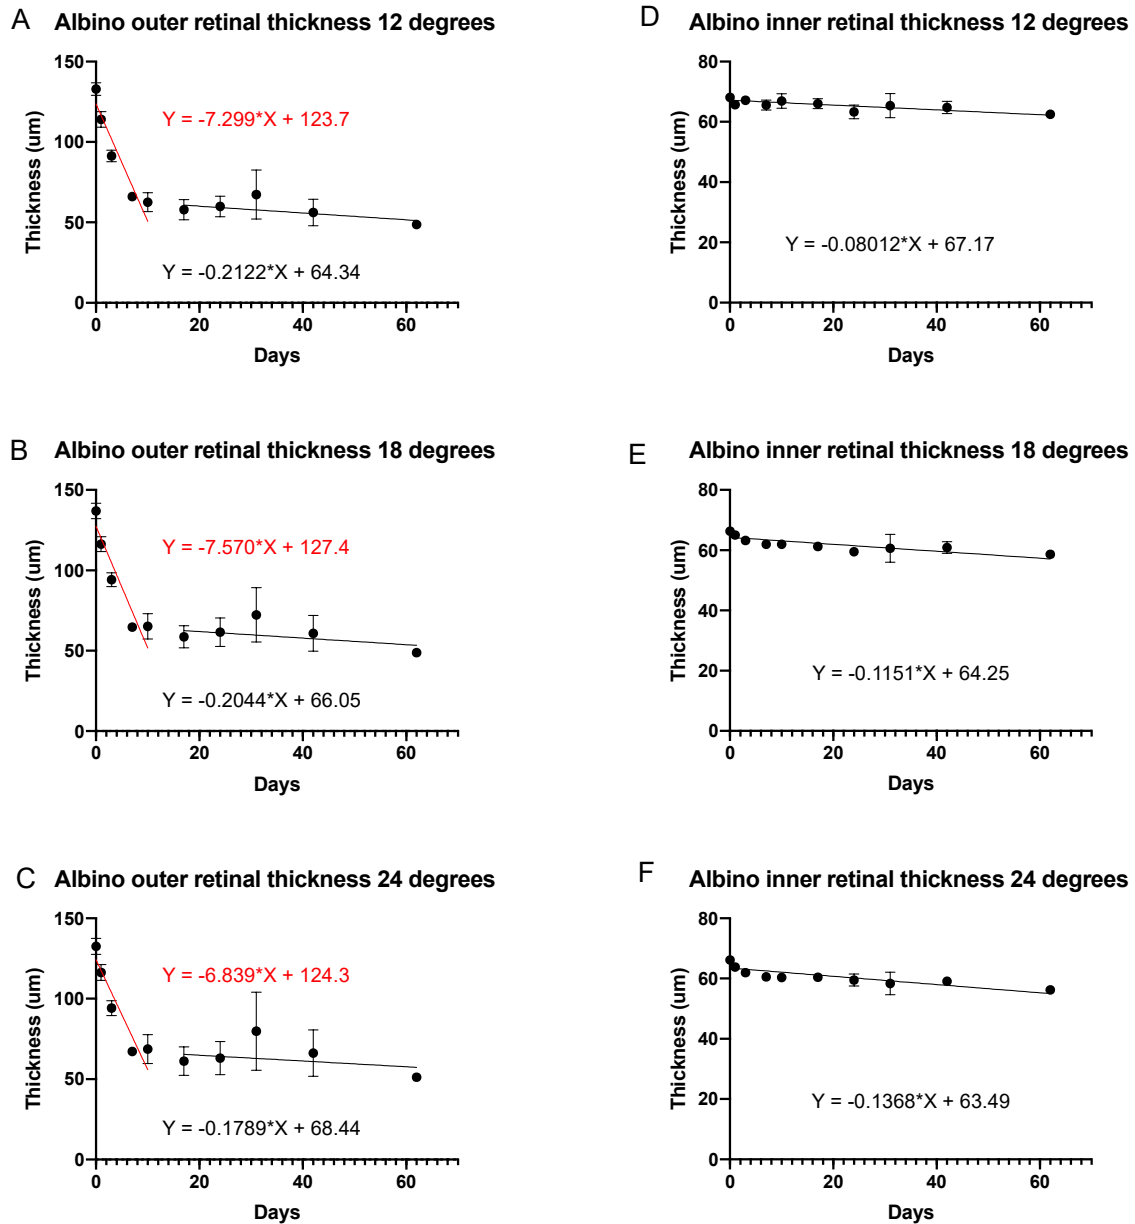 A Albino outer retinal thickness 12 degrees
150
100
50
0
Thickness (um)
Y = -7.299*X + 123.7
Y = -0.2122*X + 64.34
0 20 40 60
Days
D Albino inner retinal thickness 12 degrees
80
60
40
20
0
Thickness (um)
Y = -0.08012*X + 67.17
0 20 40 60
Days
B Albino outer retinal thickness 18 degrees
150
100
50
0
Thickness (um)
Y = -7.570*X + 127.4
Y = -0.2044*X + 66.05
0 20 40 60
Days
E Albino inner retinal thickness 18 degrees
80
60
40
20
0
Thickness (um)
Y = -0.1151*X + 64.25
0 20 40 60
Days
C Albino outer retinal thickness 24 degrees
150
100
50
0
Thickness (um)
Y = -6.839*X + 124.3
Y = -0.1789*X + 68.44
0 20 40 60
Days
F Albino inner retinal thickness 24 degrees
80
60
40
20
0
Thickness (um)
Y = -0.1368*X + 63.49
0 20 40 60
Days